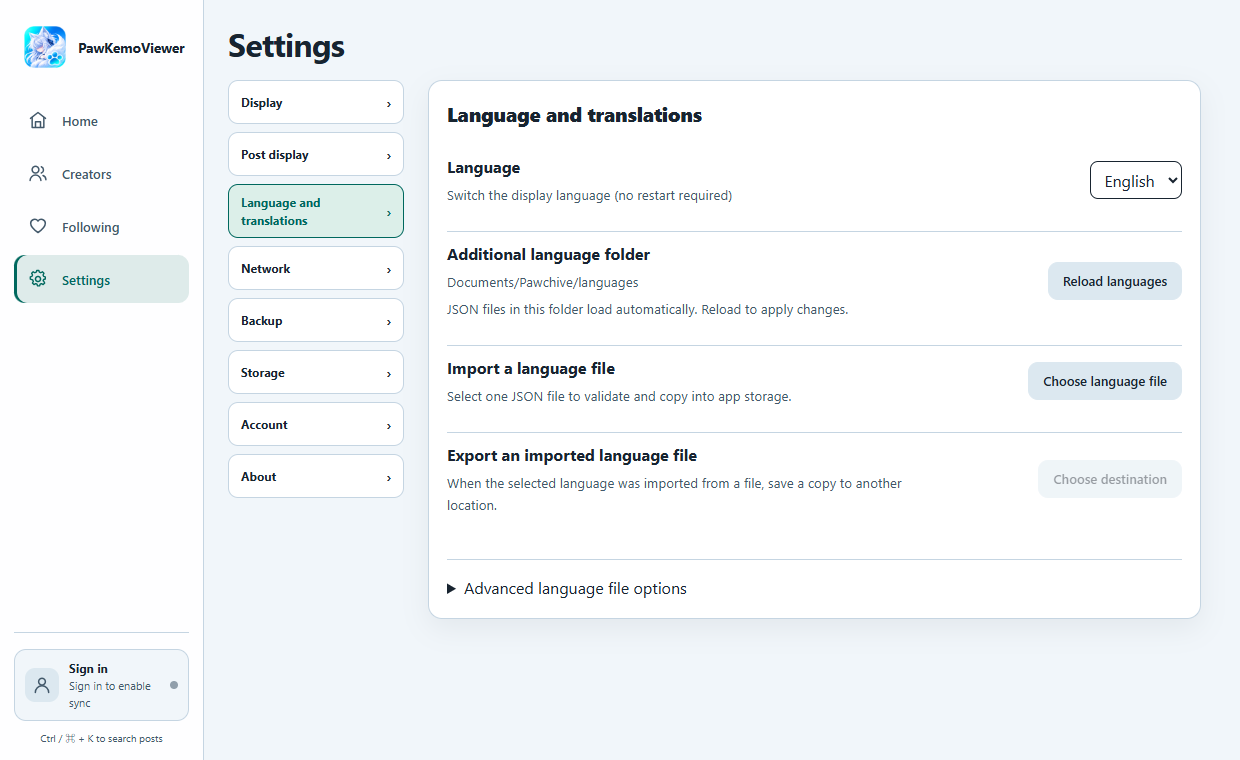 PawKemoViewer
Home
Creators
Following
Settings
Sign in
Sign in to enable
sync
Ctrl / ⌘ + K to search posts
Settings
Display
Post display
Language and
translations
Network
Backup
Storage
Account
About
Language and translations
Language
Switch the display language (no restart required)
English
Additional language folder
Documents/Pawchive/languages
JSON files in this folder load automatically. Reload to apply changes.
Reload languages
Import a language file
Select one JSON file to validate and copy into app storage.
Choose language file
Export an imported language file
When the selected language was imported from a file, save a copy to another
location.
Choose destination
Advanced language file options